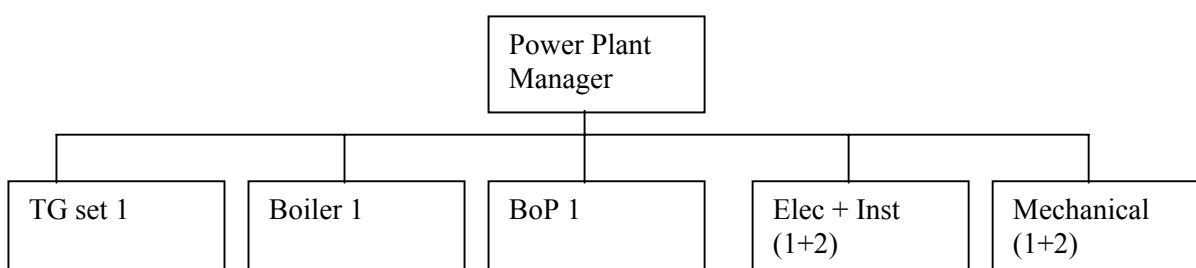 Power Plant
Manager
TG set 1
Boiler 1
BoP 1
Elec + Inst
(1+2)
Mechanical
(1+2)